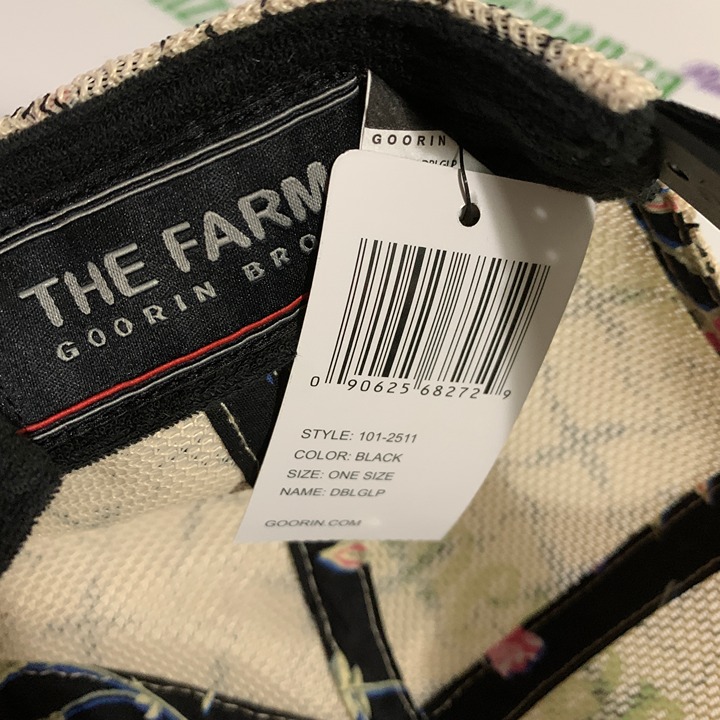 GOORIN
DBLGLP
THE FARM
GOORIN BRO
0 90625 68272 9
STYLE: 101-2511
COLOR: BLACK
SIZE: ONE SIZE
NAME: DBLGLP
GOORIN.COM